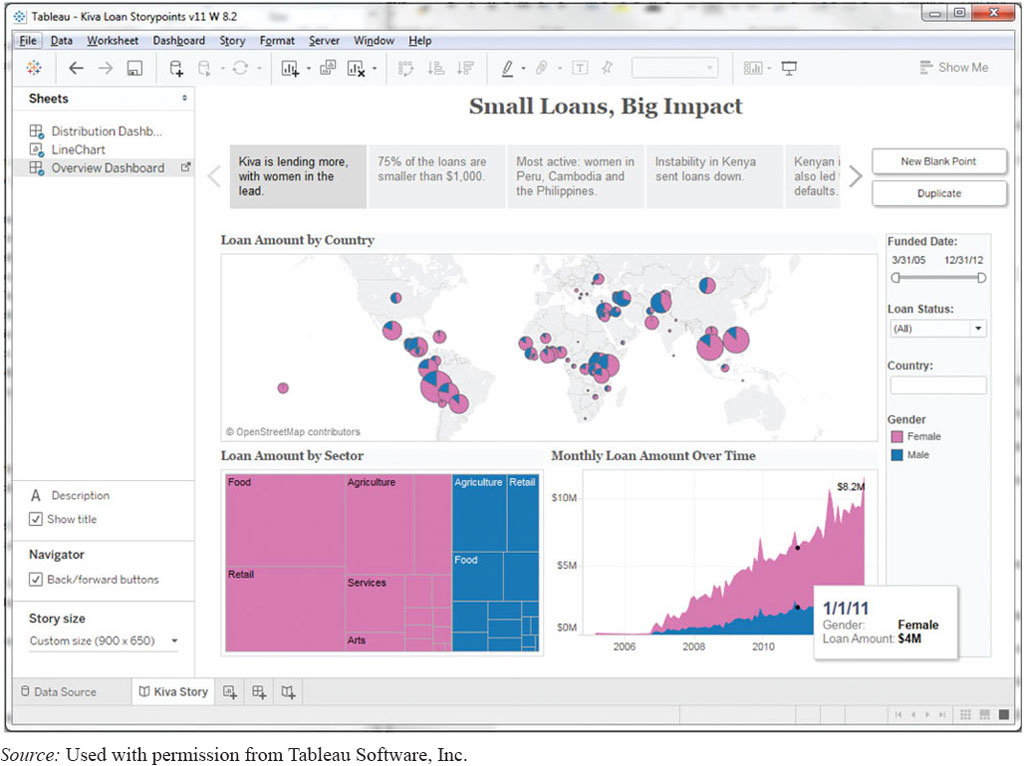 Tableau - Kiva Loan Storypoints v11 W 8.2
File Data Worksheet Dashboard Story Format Server Window Help
Show Me
Sheets
Distribution Dashb...
LineChart
Overview Dashboard
Small Loans, Big Impact
Kiva is lending more,
with women in the
lead.
75% of the loans are
smaller than $1,000.
Most active: women in
Peru, Cambodia and
the Philippines.
Instability in Kenya
sent loans down.
Kenyan i
also led
defaults.
New Blank Point
Duplicate
Loan Amount by Country
© OpenStreetMap contributors
Funded Date:
3/31/05 12/31/12
Loan Status:
(All)
Country:
Gender
Female
Male
Loan Amount by Sector
Food
Agriculture
Agriculture
Retail
Retail
Services
Arts
Food
Monthly Loan Amount Over Time
$8.2M
$10M
$5M
$0M
2006 2008 2010
1/1/11
Gender: Female
Loan Amount: $4M
A Description
Show title
Navigator
Back/forward buttons
Story size
Custom size (900 x 650)
Data Source
Kiva Story
Source: Used with permission from Tableau Software, Inc.